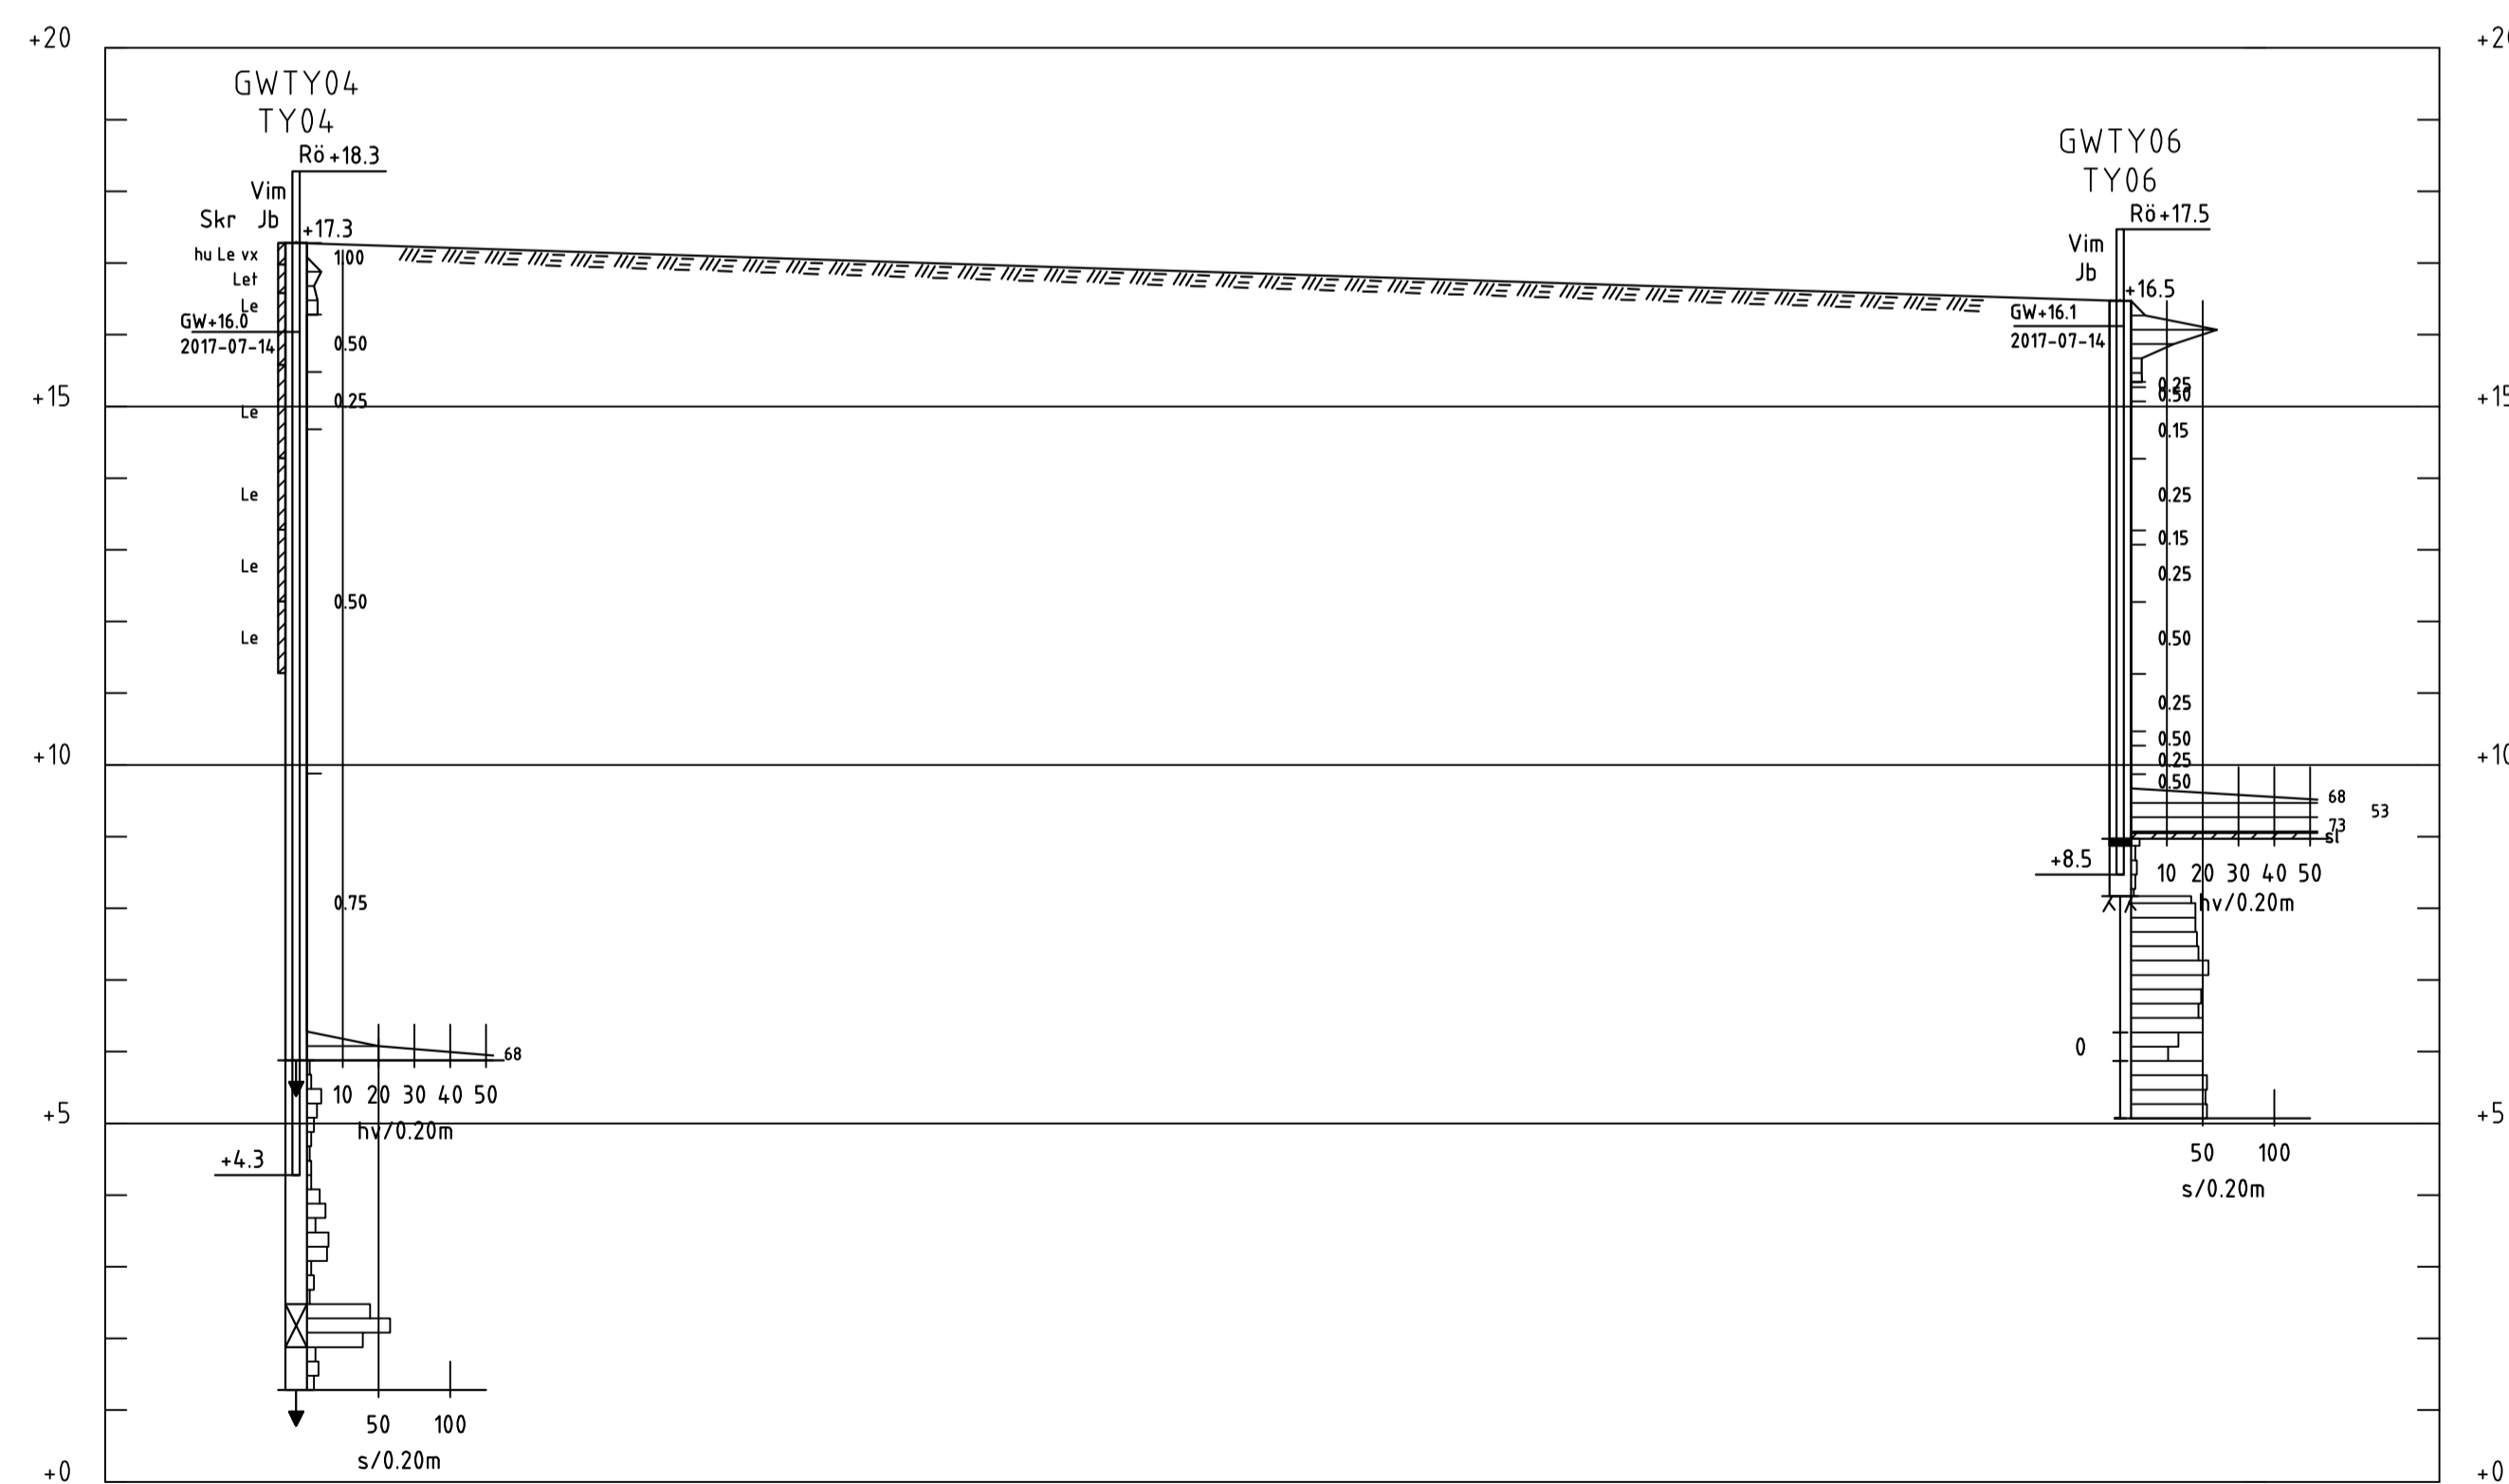 +20
+20
GWTY04
TY04
Rö +18.3
Vim
Skr Jb
+17.3
hu Le vx
1.00
Let
Le
GW+16.0
2017-07-14
0.50
0.25
Le
Le
Le
0.50
Le
0.75
68
10 20 30 40 50
hv/0.20m
+4.3
50 100
s/0.20m
GWTY06
TY06
Rö +17.5
Vim
Jb
+16.5
GW+16.1
2017-07-14
0.25
0.50
0.15
0.25
0.15
0.25
0.50
0.25
0.50
0.25
0.50
68
53
73
sl
+8.5
10 20 30 40 50
hv/0.20m
0
50 100
s/0.20m
+15
+15
+10
+10
+5
+5
+0
+0